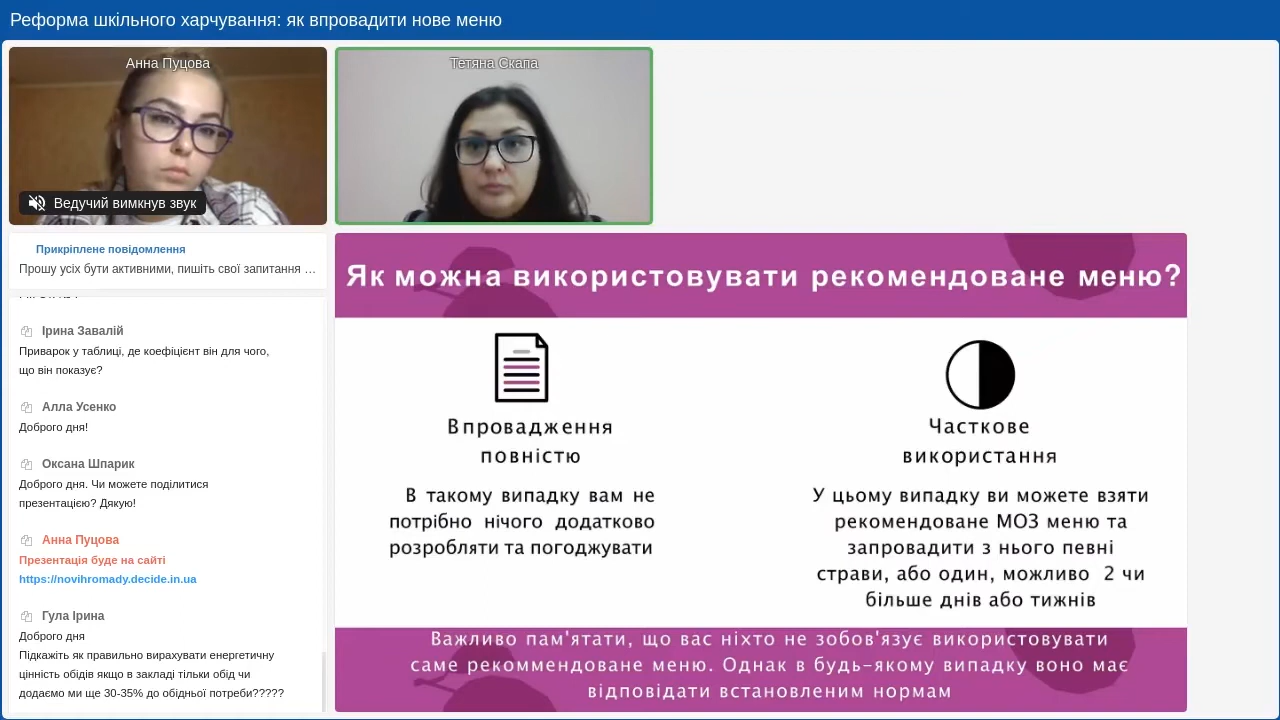 Реформа шкільного харчування: як впровадити нове меню
Анна Пуцова
Ведучий вимкнув звук
Тетяна Скапа
Прикріплене повідомлення
Прошу усіх бути активними, пишіть свої запитання …
Ірина Завалій
Приварок у таблиці, де коефіцієнт він для чого,
що він показує?
Алла Усенко
Доброго дня!
Оксана Шпарик
Доброго дня. Чи можете поділитися
презентацією? Дякую!
Анна Пуцова
Презентація буде на сайті
https://novihromady.decide.in.ua
Гула Ірина
Доброго дня
Підкажіть як правильно вирахувати енергетичну
цінність обідів якщо в закладі тільки обід чи
додаємо ми ще 30-35% до обідньої потреби?????
Як можна використовувати рекомендоване меню?
Впровадження
повністю
В такому випадку вам не
потрібно нічого додатково
розробляти та погоджувати
Часткове
використання
У цьому випадку ви можете взяти
рекомендоване МОЗ меню та
запровадити з нього певні
страви, або один, можливо 2 чи
більше днів або тижнів
Важливо пам'ятати, що вас ніхто не зобов'язує використовувати
саме рекоммендоване меню. Однак в будь-якому випадку воно має
відповідати встановленим нормам